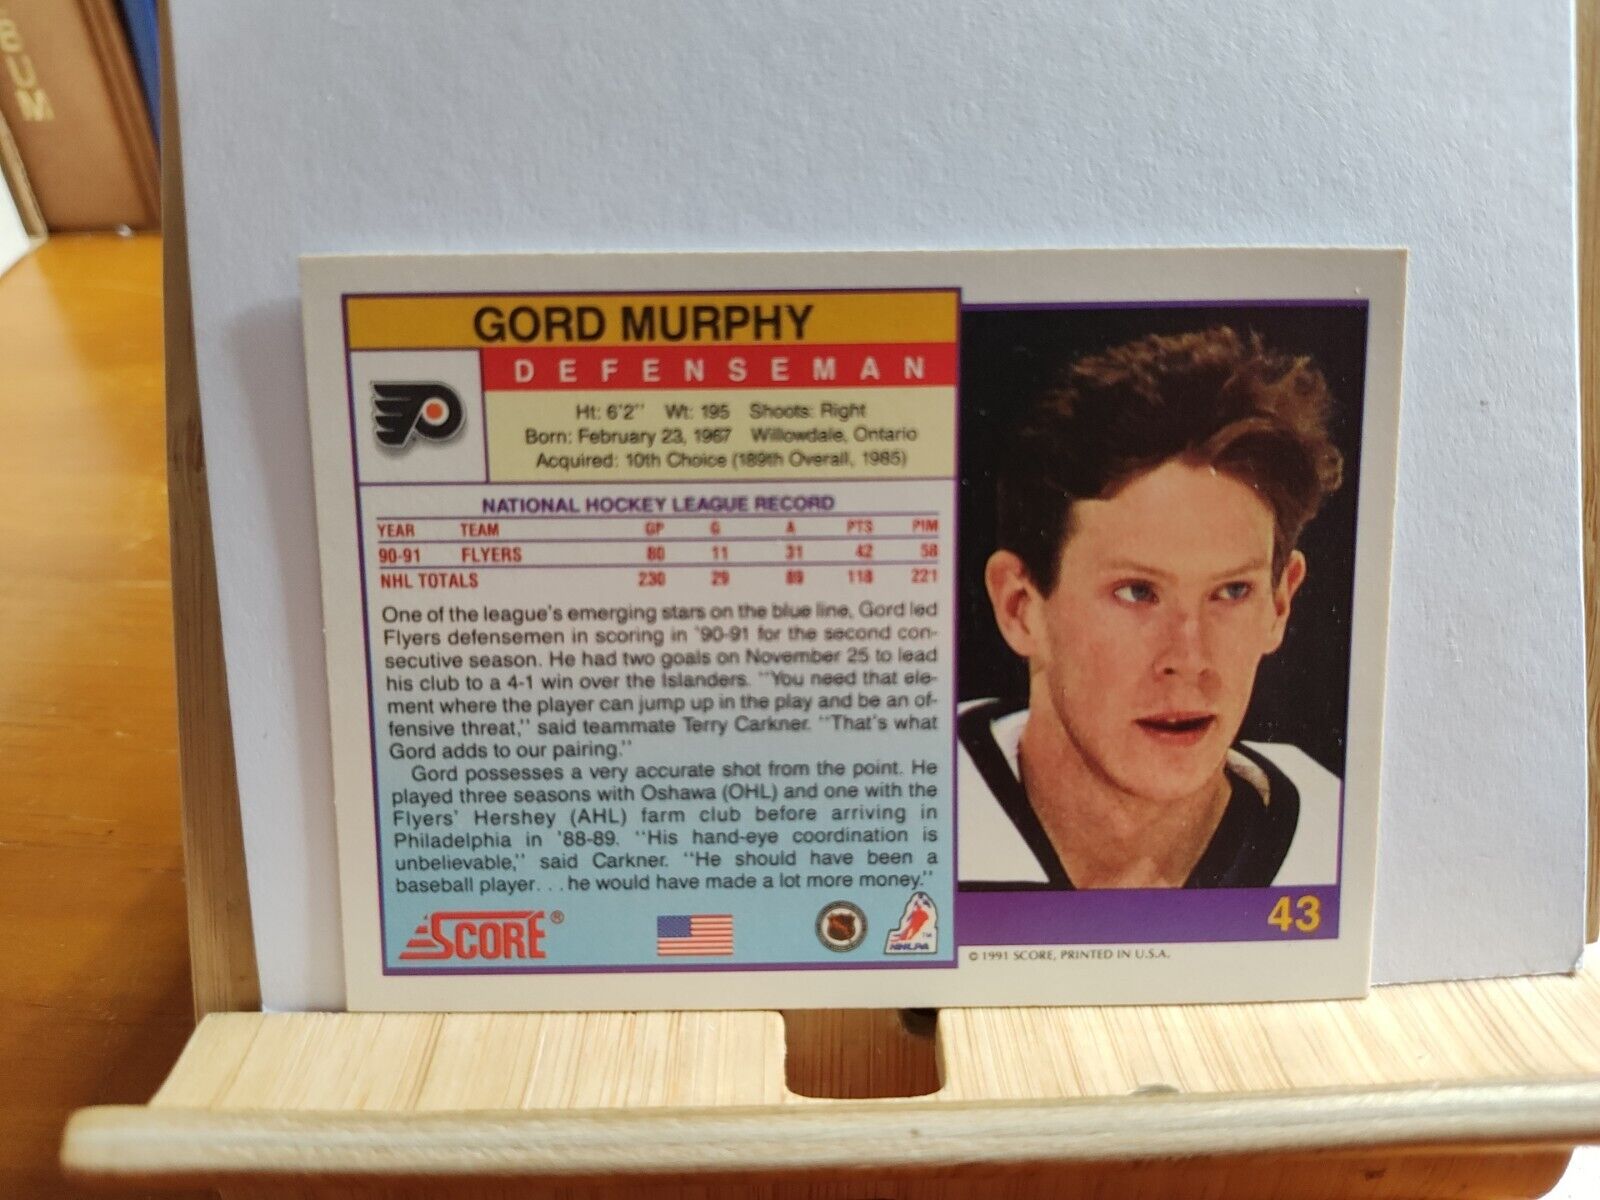 BUM
GORD MURPHY
DEFENSEMAN
Ht: 6'2'' Wt: 195 Shoots: Right
Born: February 23, 1967 Willowdale, Ontario
Acquired: 10th Choice (189th Overall, 1985)
NATIONAL HOCKEY LEAGUE RECORD
YEAR TEAM GP G A PTS PIM
90-91 FLYERS 80 11 31 42 58
NHL TOTALS 230 29 89 118 221
One of the league's emerging stars on the blue line, Gord led
Flyers defensemen in scoring in '90-91 for the second con-
secutive season. He had two goals on November 25 to lead
his club to a 4-1 win over the Islanders. ''You need that ele-
ment where the player can jump up in the play and be an of-
fensive threat,'' said teammate Terry Carkner. ''That's what
Gord adds to our pairing.''
Gord possesses a very accurate shot from the point. He
played three seasons with Oshawa (OHL) and one with the
Flyers' Hershey (AHL) farm club before arriving in
Philadelphia in '88-89. ''His hand-eye coordination is
unbelievable,'' said Carkner. ''He should have been a
baseball player. . . he would have made a lot more money.''
SCORE®
NHLPA
TM
43
© 1991 SCORE, PRINTED IN U.S.A.